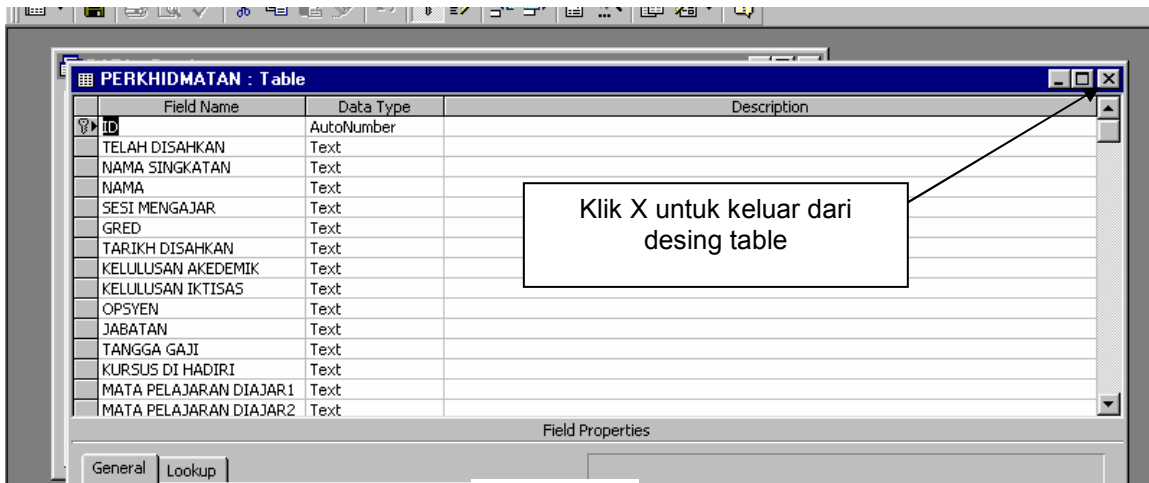 PERKHIDMATAN : Table
Field Name Data Type Description
ID AutoNumber
TELAH DISAHKAN Text
NAMA SINGKATAN Text
NAMA Text
SESI MENGAJAR Text
GRED Text
TARIKH DISAHKAN Text
KELULUSAN AKEDEMIK Text
KELULUSAN IKTISAS Text
OPSYEN Text
JABATAN Text
TANGGA GAJI Text
KURSUS DI HADIRI Text
MATA PELAJARAN DIAJAR1 Text
MATA PELAJARAN DIAJAR2 Text
Klik X untuk keluar dari
desing table
Field Properties
General Lookup